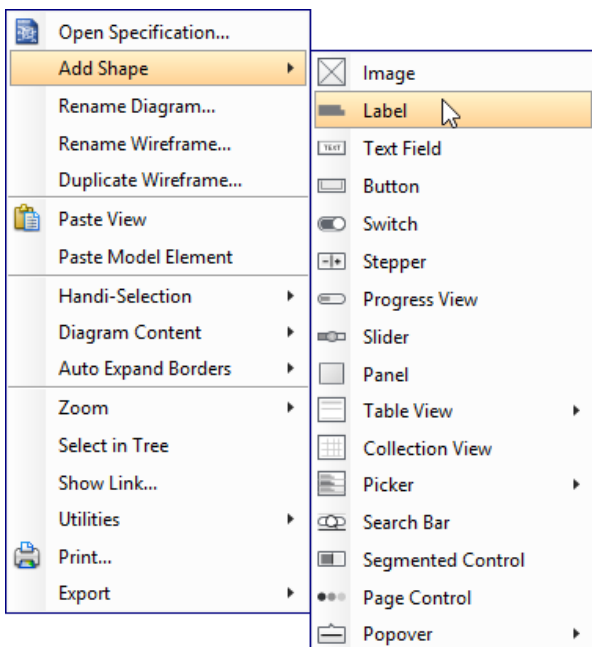 Open Specification...
Add Shape
Rename Diagram...
Rename Wireframe...
Duplicate Wireframe...
Paste View
Paste Model Element
Handi-Selection
Diagram Content
Auto Expand Borders
Zoom
Select in Tree
Show Link...
Utilities
Print...
Export
Image
Label
TEXT Text Field
Button
Switch
Stepper
Progress View
Slider
Panel
Table View
Collection View
Picker
Search Bar
Segmented Control
Page Control
Popover